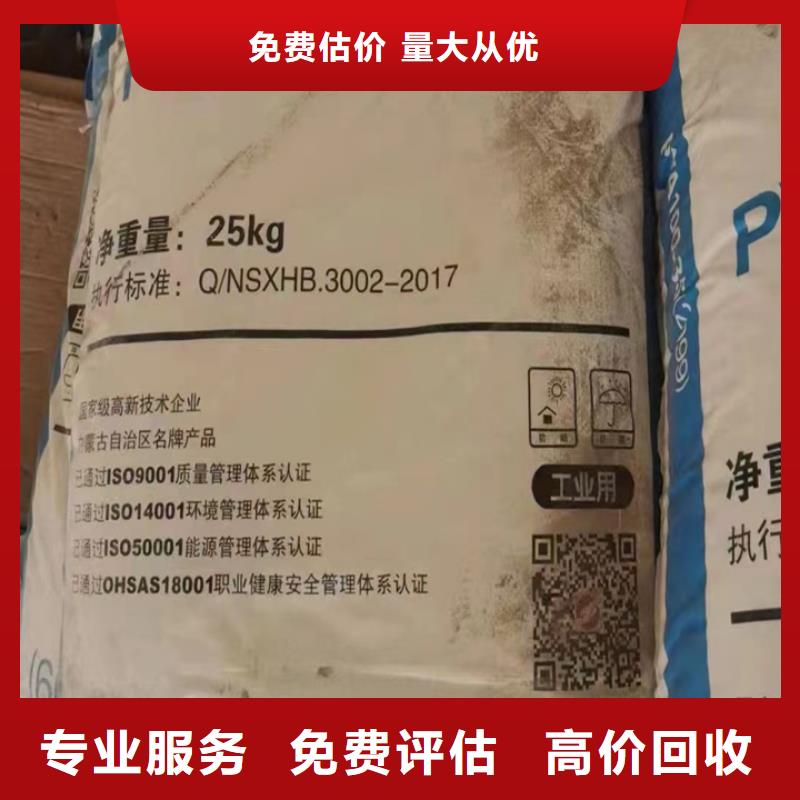 免费估价 量大从优
净重量：25kg
执行标准：Q/NSXHB.3002-2017
国家级高新技术企业
内蒙古自治区名牌产品
已通过ISO9001质量管理体系认证
已通过ISO14001环境管理体系认证
已通过ISO50001能源管理体系认证
已通过OHSAS18001职业健康安全管理体系认证
工业用
P
净重
执行
专业服务 免费评估 高价回收